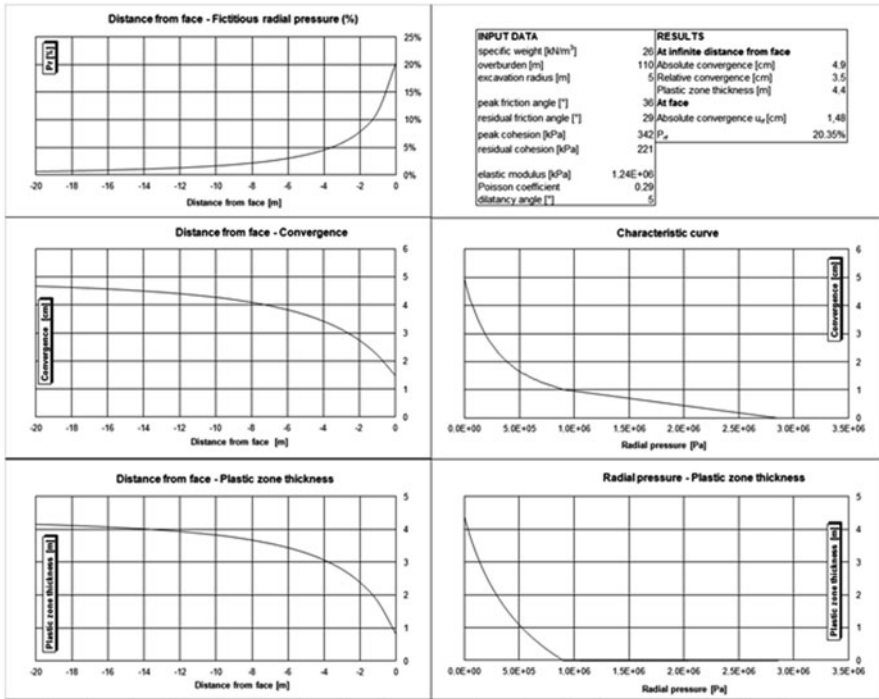 Distance from face - Fictitious radial pressure (%)
Pr [%]
25%
20%
15%
10%
5%
0%
-20 -18 -16 -14 -12 -10 -8 -6 -4 -2 0
Distance from face [m]
INPUT DATA RESULTS
specific weight [kN/m³] 26 At infinite distance from face
overburden [m] 110 Absolute convergence [cm] 4.9
excavation radius [m] 5 Relative convergence [cm] 3.5
Plastic zone thickness [m] 4,4
peak friction angle [°] 36 At face
residual friction angle [°] 29 Absolute convergence u [cm] 1,48
peak cohesion [kPa] 342 P 20.35%
residual cohesion [kPa] 221
elastic modulus [kPa] 1.24E+06
Poisson coefficient 0.29
dilatancy angle [°] 5
Distance from face - Convergence
Convergence [cm]
6
5
4
3
2
1
0
-20 -18 -16 -14 -12 -10 -8 -6 -4 -2 0
Distance from face [m]
Characteristic curve
Convergence [cm]
6
5
4
3
2
1
0
0.0E+00 5.0E+05 1.0E+06 1.5E+06 2.0E+06 2.5E+06 3.0E+06 3.5E+06
Radial pressure [Pa]
Distance from face - Plastic zone thickness
Plastic zone thickness [m]
5
4
3
2
1
0
-20 -18 -16 -14 -12 -10 -8 -6 -4 -2 0
Distance from face [m]
Radial pressure - Plastic zone thickness
Plastic zone thickness [m]
5
4
3
2
1
0
0.0E+00 5.0E+05 1.0E+06 1.5E+06 2.0E+06 2.5E+06 3.0E+06 3.5E+06
Radial pressure [Pa]